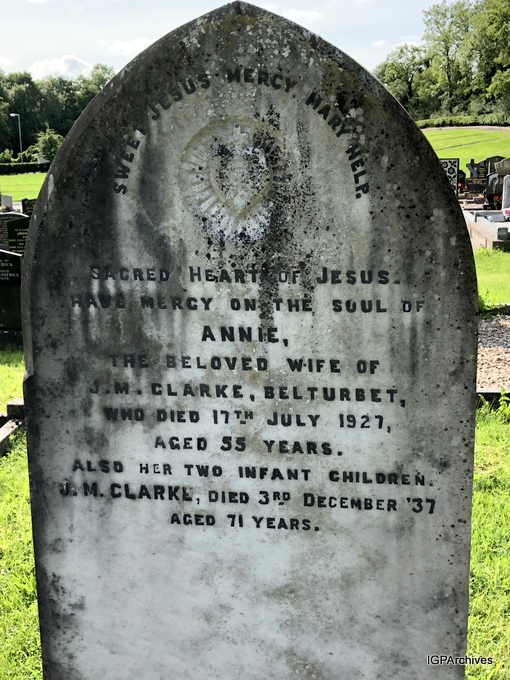 SWEET JESUS MERCY MARY HELP.
SACRED HEART OF JESUS.
HAVE MERCY ON THE SOUL OF
ANNIE,
THE BELOVED WIFE OF
J.M. CLARKE, BELTURBET,
WHO DIED 17TH JULY 1927,
AGED 55 YEARS.
ALSO HER TWO INFANT CHILDREN.
J.M. CLARKE, DIED 3RD DECEMBER '37
AGED 71 YEARS.
IGPArchives